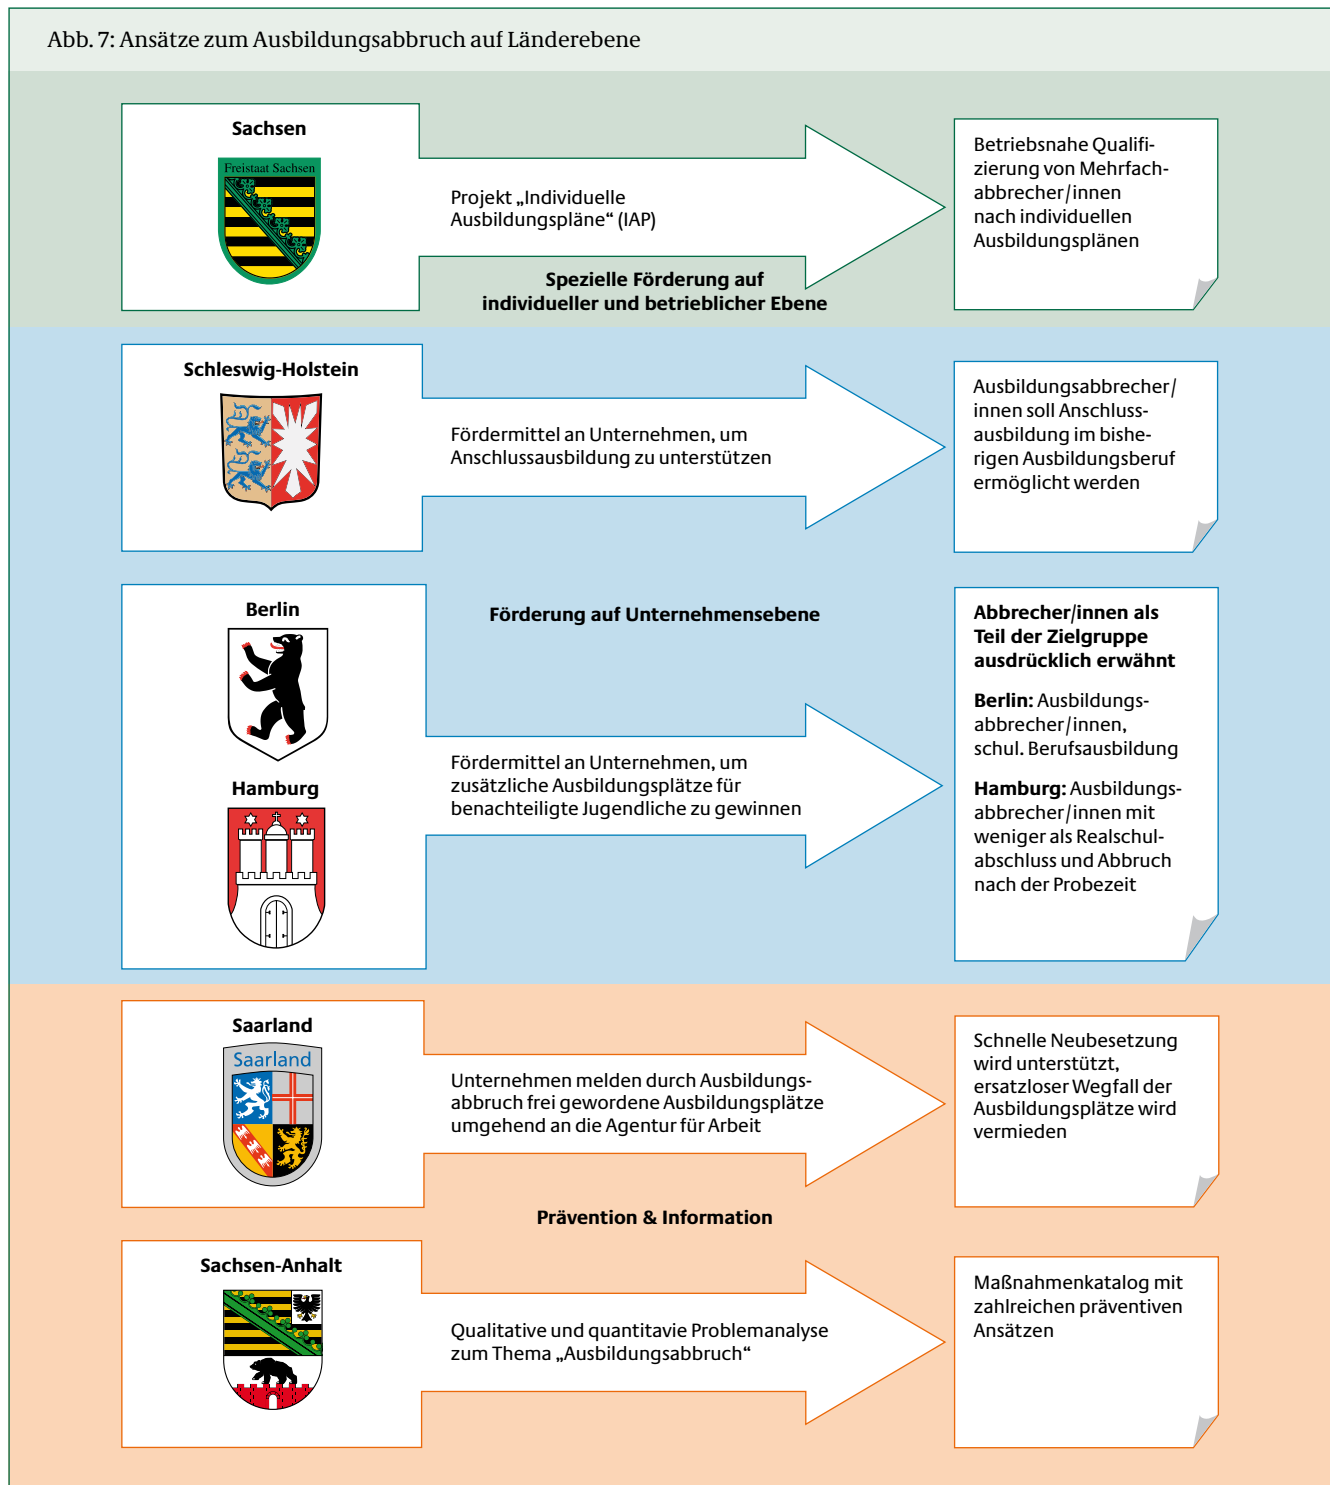 Abb. 7: Ansätze zum Ausbildungsabbruch auf Länderebene
Sachsen
Freistaat Sachsen
Projekt „Individuelle
Ausbildungspläne“ (IAP)
Betriebsnahe Qualifi-
zierung von Mehrfach-
abbrecher/innen
nach individuellen
Ausbildungsplänen
Spezielle Förderung auf
individueller und betrieblicher Ebene
Schleswig-Holstein
Fördermittel an Unternehmen, um
Anschlussausbildung zu unterstützen
Ausbildungsabbrecher/
innen soll Anschluss-
ausbildung im bishe-
rigen Ausbildungsberuf
ermöglicht werden
Förderung auf Unternehmensebene
Berlin
Hamburg
Fördermittel an Unternehmen, um
zusätzliche Ausbildungsplätze für
benachteiligte Jugendliche zu gewinnen
Abbrecher/innen als
Teil der Zielgruppe
ausdrücklich erwähnt
Berlin: Ausbildungs-
abbrecher/innen,
schul. Berufsausbildung
Hamburg: Ausbildungs-
abbrecher/innen mit
weniger als Realschul-
abschluss und Abbruch
nach der Probezeit
Saarland
Saarland
Unternehmen melden durch Ausbildungs-
abbruch frei gewordene Ausbildungsplätze
umgehend an die Agentur für Arbeit
Schnelle Neubesetzung
wird unterstützt,
ersatzloser Wegfall der
Ausbildungsplätze wird
vermieden
Prävention & Information
Sachsen-Anhalt
Qualitative und quantitavie Problemanalyse
zum Thema „Ausbildungsabbruch“
Maßnahmenkatalog mit
zahlreichen präventiven
Ansätzen